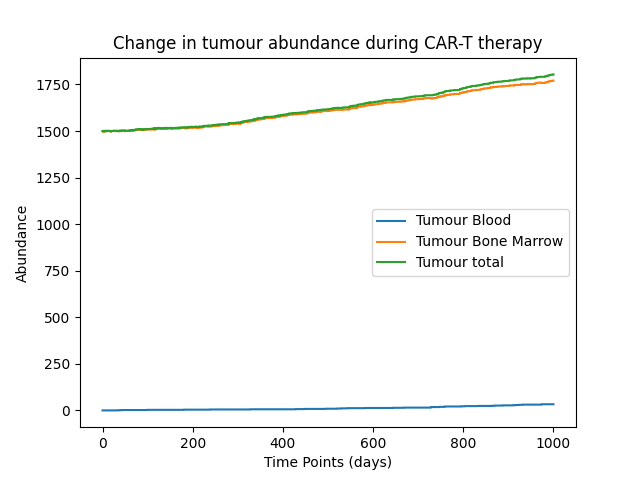 Change in tumour abundance during CAR-T therapy
1750
1500
1250
1000
750
500
250
0
Abundance
Tumour Blood
Tumour Bone Marrow
Tumour total
0 200 400 600 800 1000
Time Points (days)